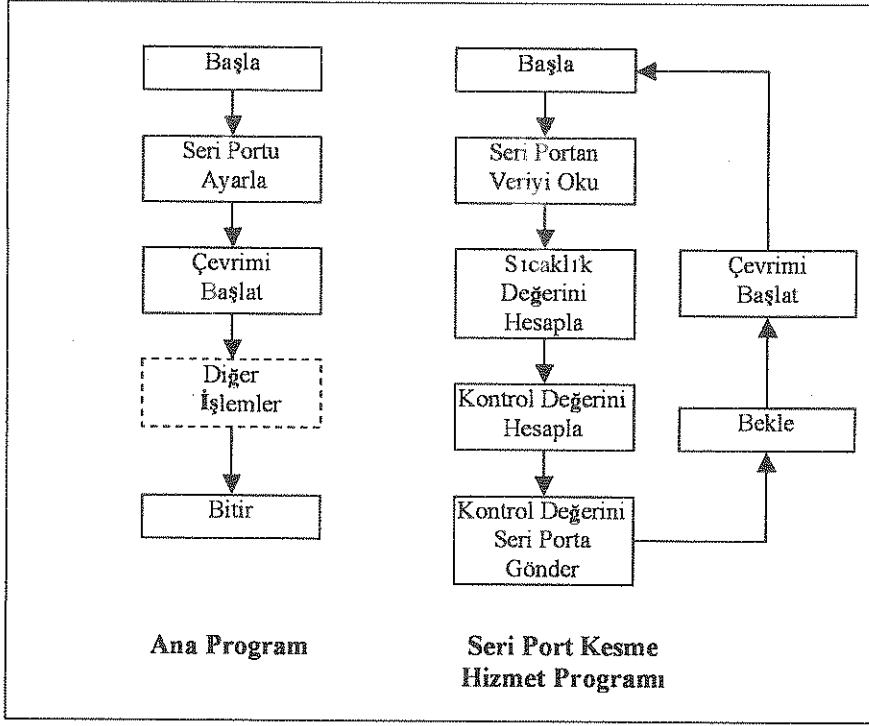 Başla
Seri Portu
Ayarla
Çevrimi
Başlat
Diğer
İşlemler
Bitir
Ana Program
Başla
Seri Portan
Veriyi Oku
Sıcaklık
Değerini
Hesapla
Kontrol Değerini
Hesapla
Kontrol Değerini
Seri Porta
Gönder
Çevrimi
Başlat
Bekle
Seri Port Kesme
Hizmet Programı